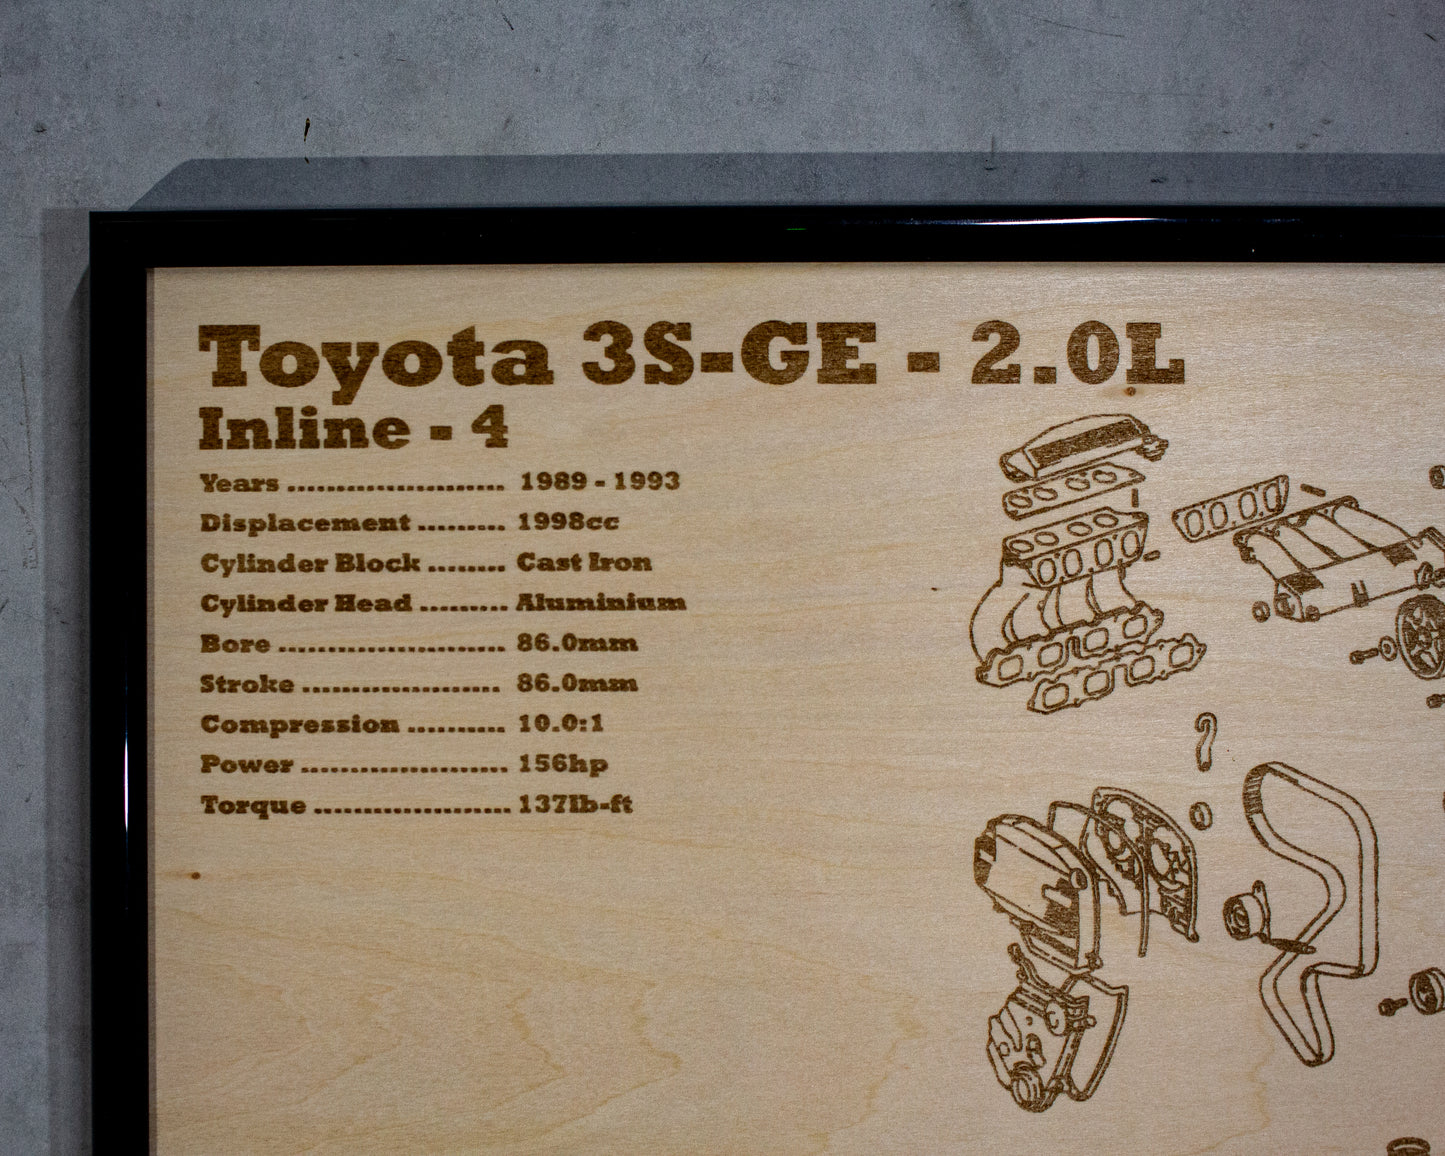 Toyota 3S-GE - 2.0L
Inline - 4
Years .......................... 1989 - 1993
Displacement ........... 1998cc
Cylinder Block ......... Cast Iron
Cylinder Head .......... Aluminium
Bore ............................ 86.0mm
Stroke ........................ 86.0mm
Compression ............ 10.0:1
Power ......................... 156hp
Torque ........................ 137lb-ft